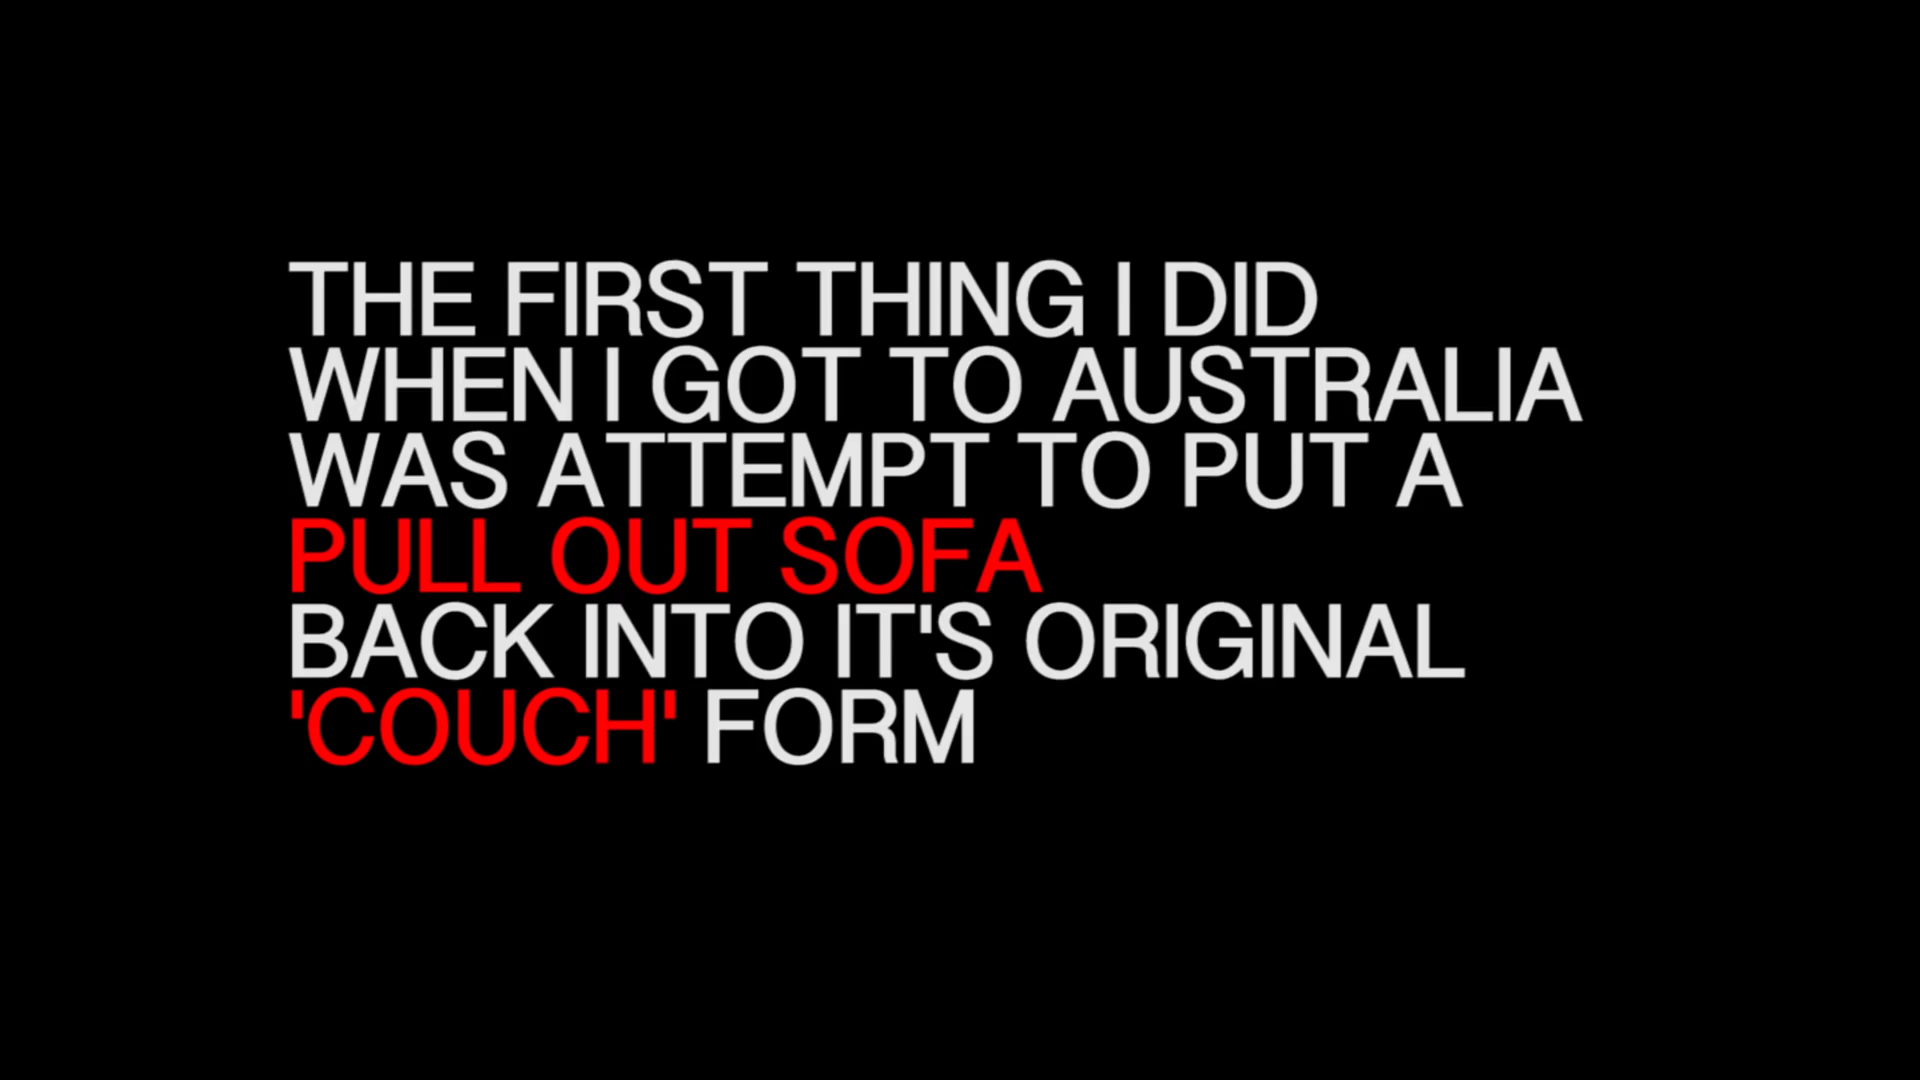 THE FIRST THING I DID
WHEN I GOT TO AUSTRALIA
WAS ATTEMPT TO PUT A
PULL OUT SOFA
BACK INTO IT'S ORIGINAL
'COUCH' FORM